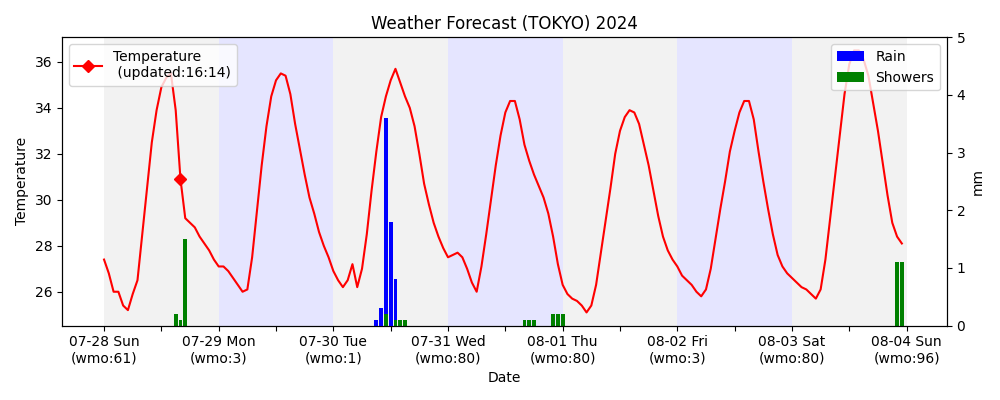 Weather Forecast (TOKYO) 2024
Temperature
(updated:16:14)
Rain
Showers
Temperature
36
34
32
30
28
26
5
4
3
2
1
0
mm
07-28 Sun
(wmo:61)
07-29 Mon
(wmo:3)
07-30 Tue
(wmo:1)
07-31 Wed
(wmo:80)
08-01 Thu
(wmo:80)
08-02 Fri
(wmo:3)
08-03 Sat
(wmo:80)
08-04 Sun
(wmo:96)
Date